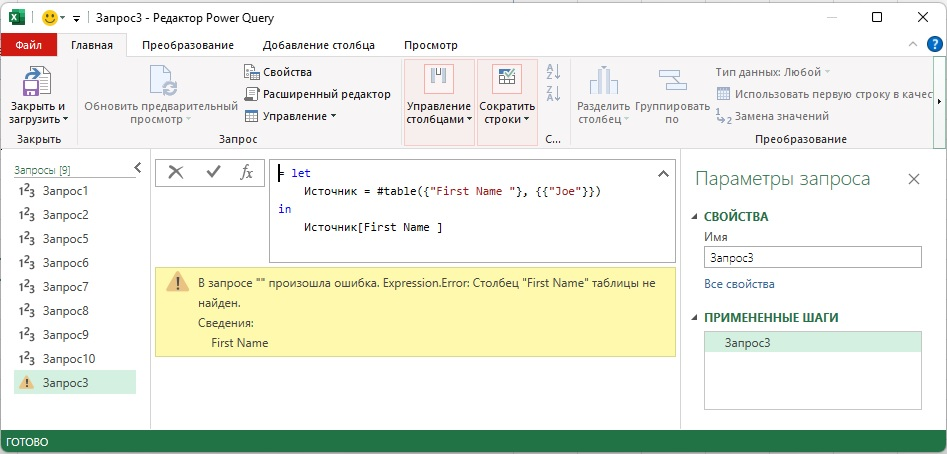 Запрос3 - Редактор Power Query
Файл Главная Преобразование Добавление столбца Просмотр
Закрыть и
загрузить
Закрыть
Обновить предварительный
просмотр
Свойства
Расширенный редактор
Управление
Запрос
Управление
столбцами
Сократить
строки
С...
Разделить
столбец
Группировать
по
Тип данных: Любой
Использовать первую строку в качес
Замена значений
Преобразование
Запросы [9]
Запрос1
Запрос2
Запрос5
Запрос6
Запрос7
Запрос8
Запрос9
Запрос10
Запрос3
= let
Источник = #table({"First Name "}, {{"Joe"}})
in
Источник[First Name ]
В запросе "" произошла ошибка. Expression.Error: Столбец "First Name" таблицы не
найден.
Сведения:
First Name
Параметры запроса
СВОЙСТВА
Имя
Запрос3
Все свойства
ПРИМЕНЕННЫЕ ШАГИ
Запрос3
ГОТОВО